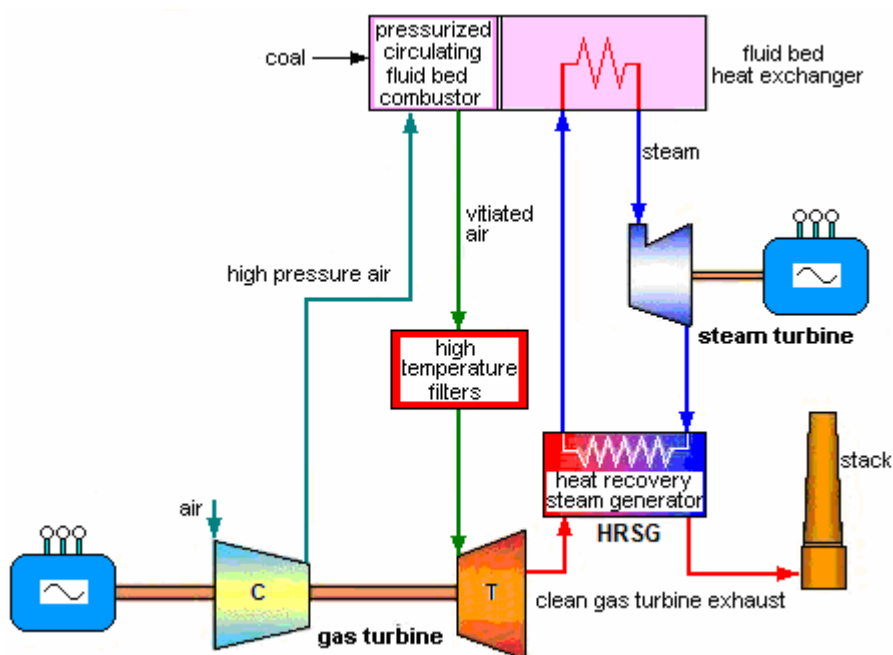 pressurized
circulating
fluid bed
combustor
coal
fluid bed
heat exchanger
steam
vitiated
air
high pressure air
high
temperature
filters
steam turbine
heat recovery
steam generator
HRSG
stack
air
C
T
gas turbine
clean gas turbine exhaust